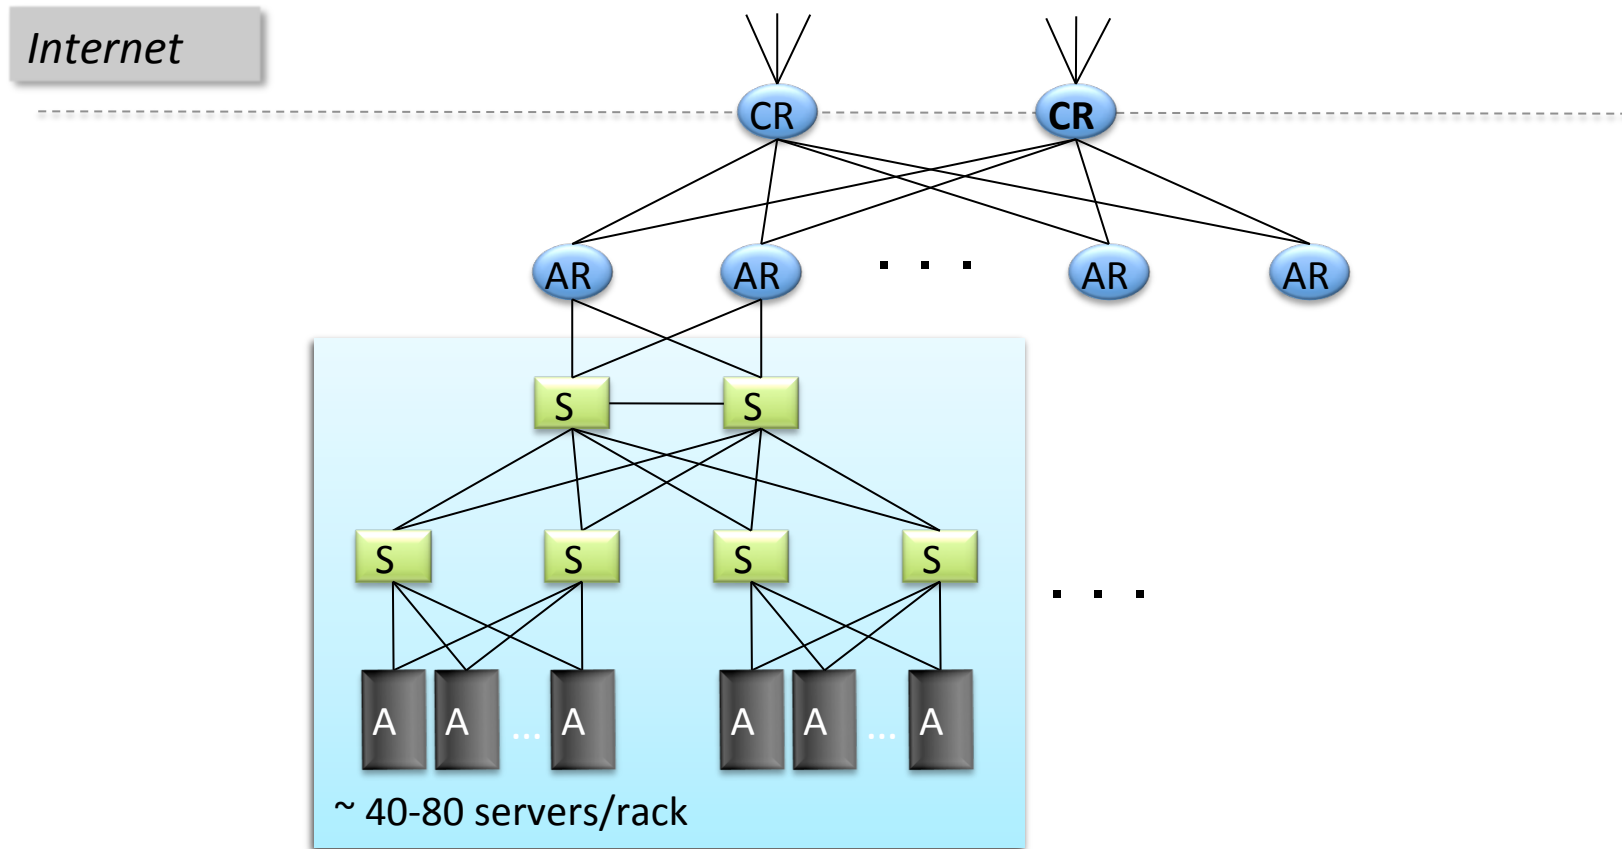 Internet
CR CR
AR AR . . . AR AR
S S
S S S S
. . .
A A ... A A A ... A
~ 40-80 servers/rack